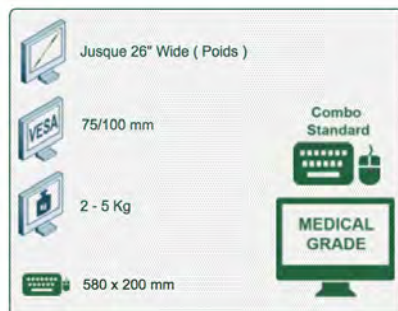 Jusque 26" Wide ( Poids )
VESA
75/100 mm
2 - 5 Kg
580 x 200 mm
Combo
Standard
MEDICAL
GRADE